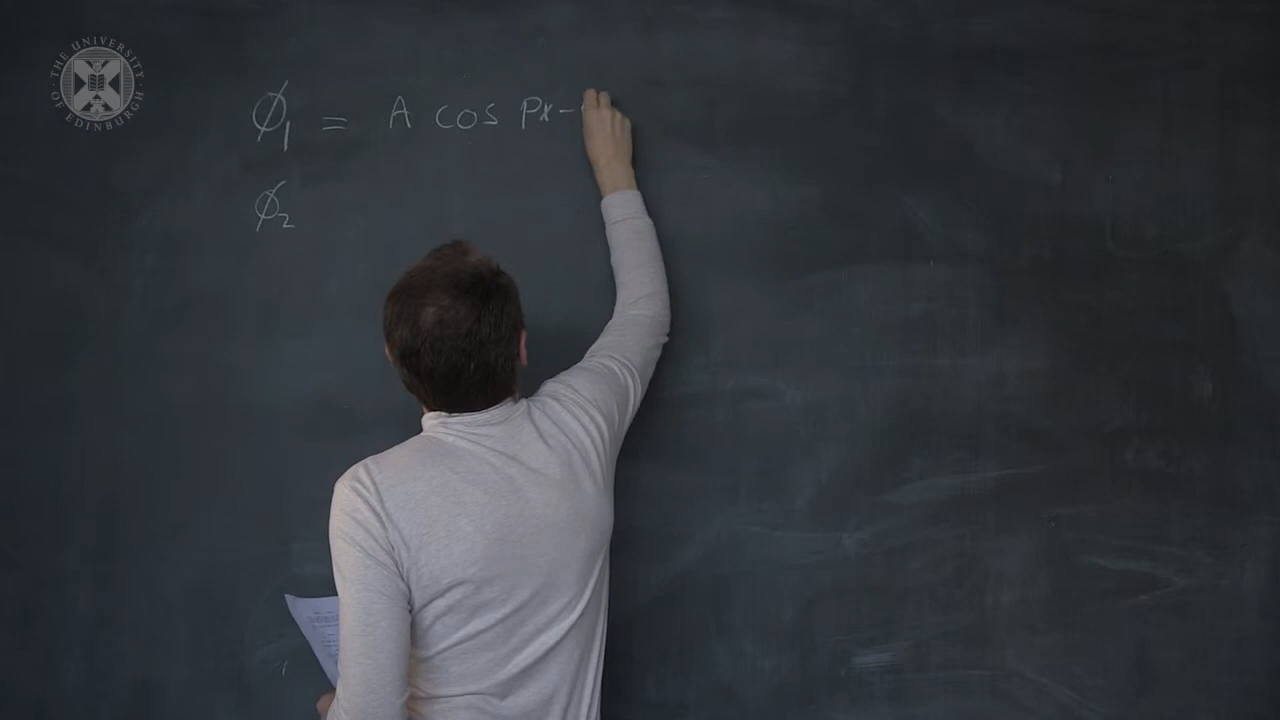 THE UNIVERSITY OF EDINBURGH
ϕ₁ = A cos px -
ϕ₂